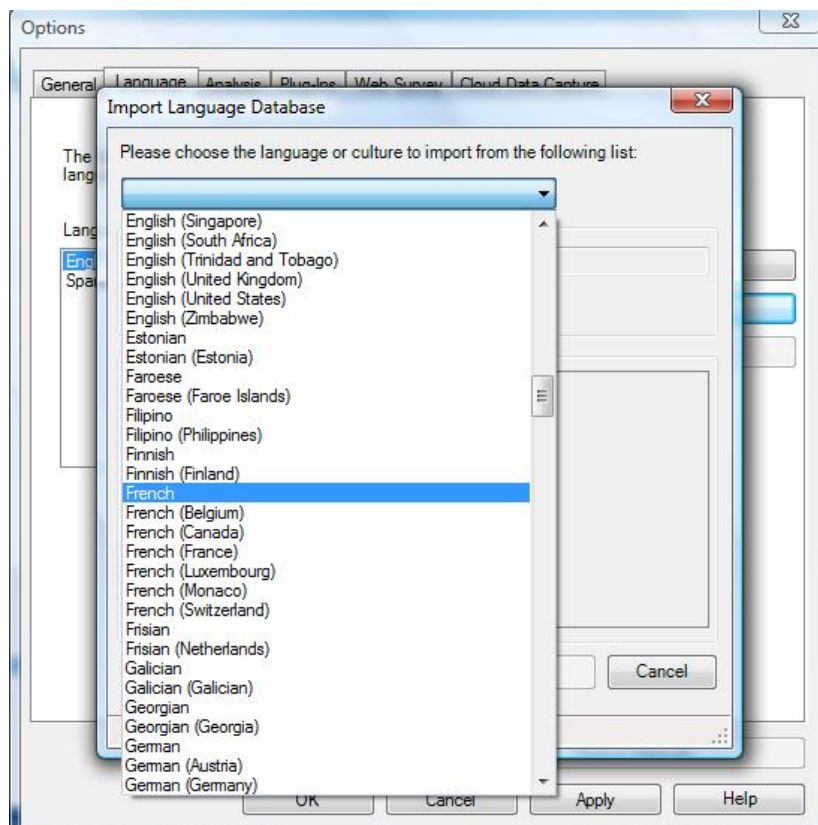 Options
General Language Analysis Plug-Ins Web Survey Cloud Data Capture
Import Language Database
Please choose the language or culture to import from the following list:
The
lang
Lang
Engl
Span
English (Singapore)
English (South Africa)
English (Trinidad and Tobago)
English (United Kingdom)
English (United States)
English (Zimbabwe)
Estonian
Estonian (Estonia)
Faroese
Faroese (Faroe Islands)
Filipino
Filipino (Philippines)
Finnish
Finnish (Finland)
French
French (Belgium)
French (Canada)
French (France)
French (Luxembourg)
French (Monaco)
French (Switzerland)
Frisian
Frisian (Netherlands)
Galician
Galician (Galician)
Georgian
Georgian (Georgia)
German
German (Austria)
German (Germany)
Cancel
OK Cancel Apply Help